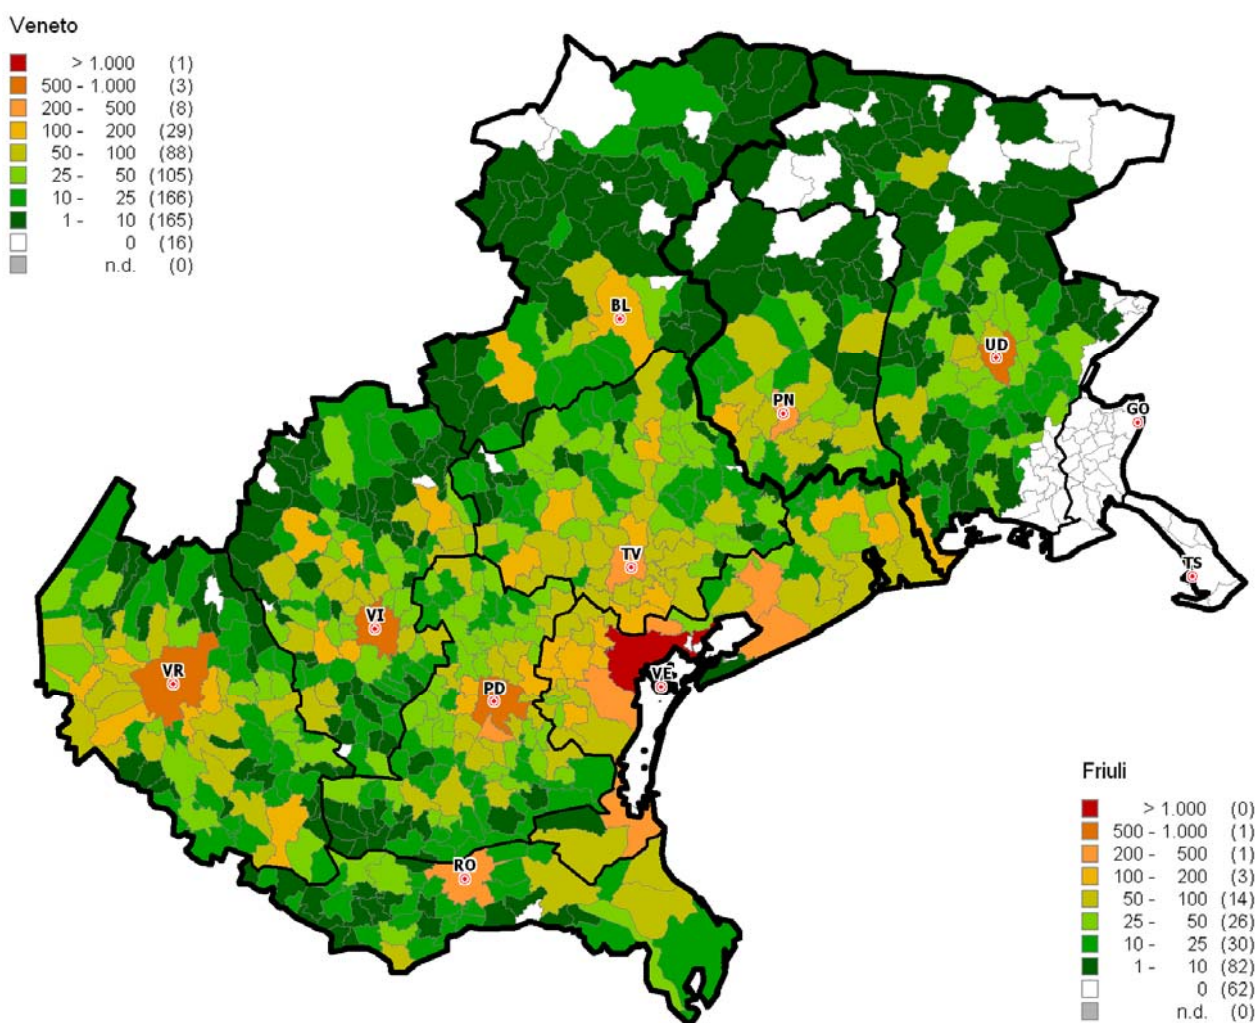 Veneto
> 1.000 (1)
500 - 1.000 (3)
200 - 500 (8)
100 - 200 (29)
50 - 100 (88)
25 - 50 (105)
10 - 25 (166)
1 - 10 (165)
0 (16)
n.d. (0)
BL
UD
PN
GO
TV
TS
VI
VR
VE
PD
RO
Friuli
> 1.000 (0)
500 - 1.000 (1)
200 - 500 (1)
100 - 200 (3)
50 - 100 (14)
25 - 50 (26)
10 - 25 (30)
1 - 10 (82)
0 (62)
n.d. (0)